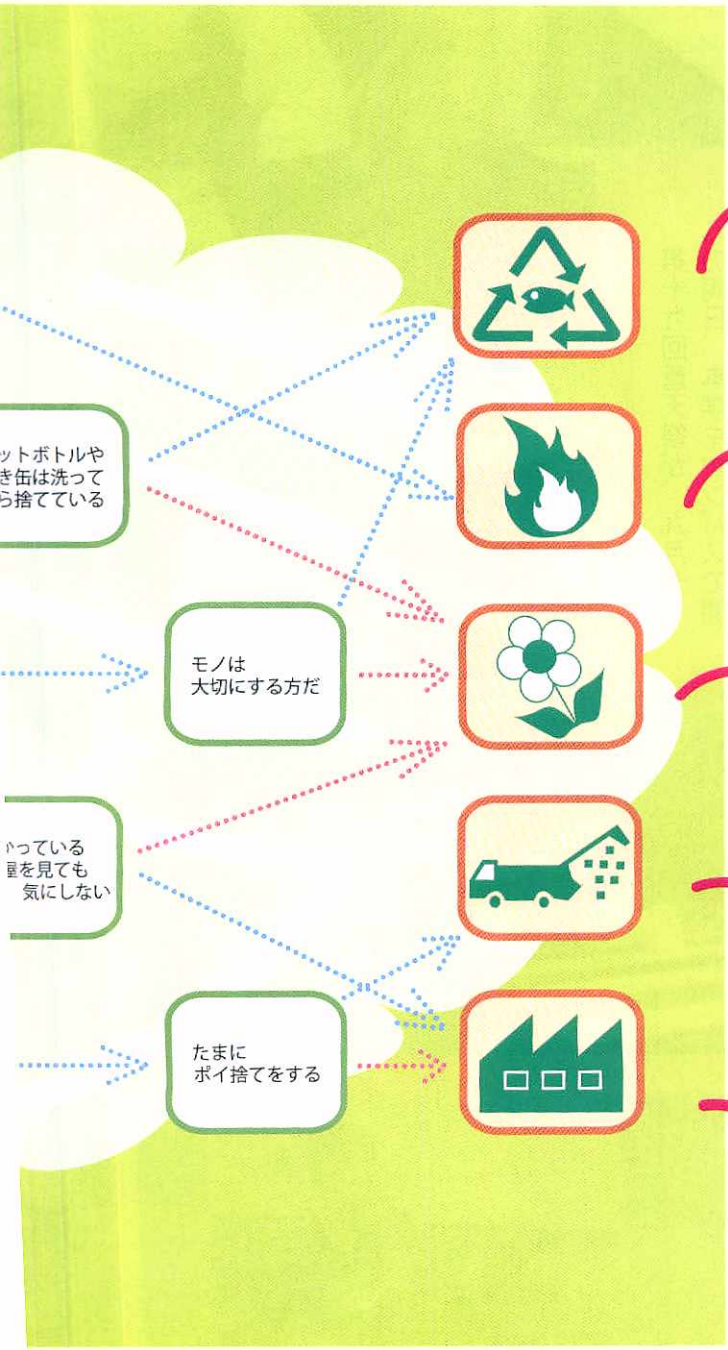 ットボトルや
き缶は洗って
ら捨てている
モノは
大切にする方だ
っている
屋を見ても
気にしない
たまに
ポイ捨てをする